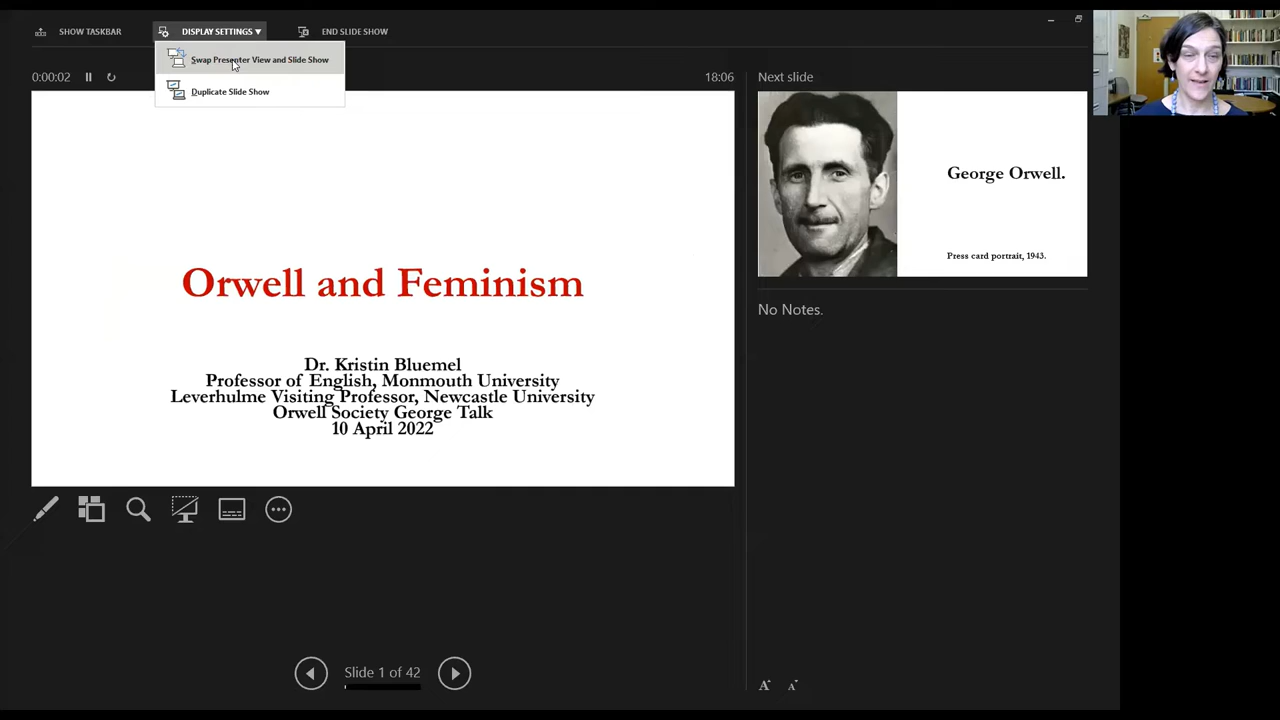 SHOW TASKBAR
DISPLAY SETTINGS ▾
END SLIDE SHOW
Swap Presenter View and Slide Show
Duplicate Slide Show
0:00:02
18:06
Next slide
Orwell and Feminism
Dr. Kristin Bluemel
Professor of English, Monmouth University
Leverhulme Visiting Professor, Newcastle University
Orwell Society George Talk
10 April 2022
George Orwell.
Press card portrait, 1943.
No Notes.
Slide 1 of 42
A
A